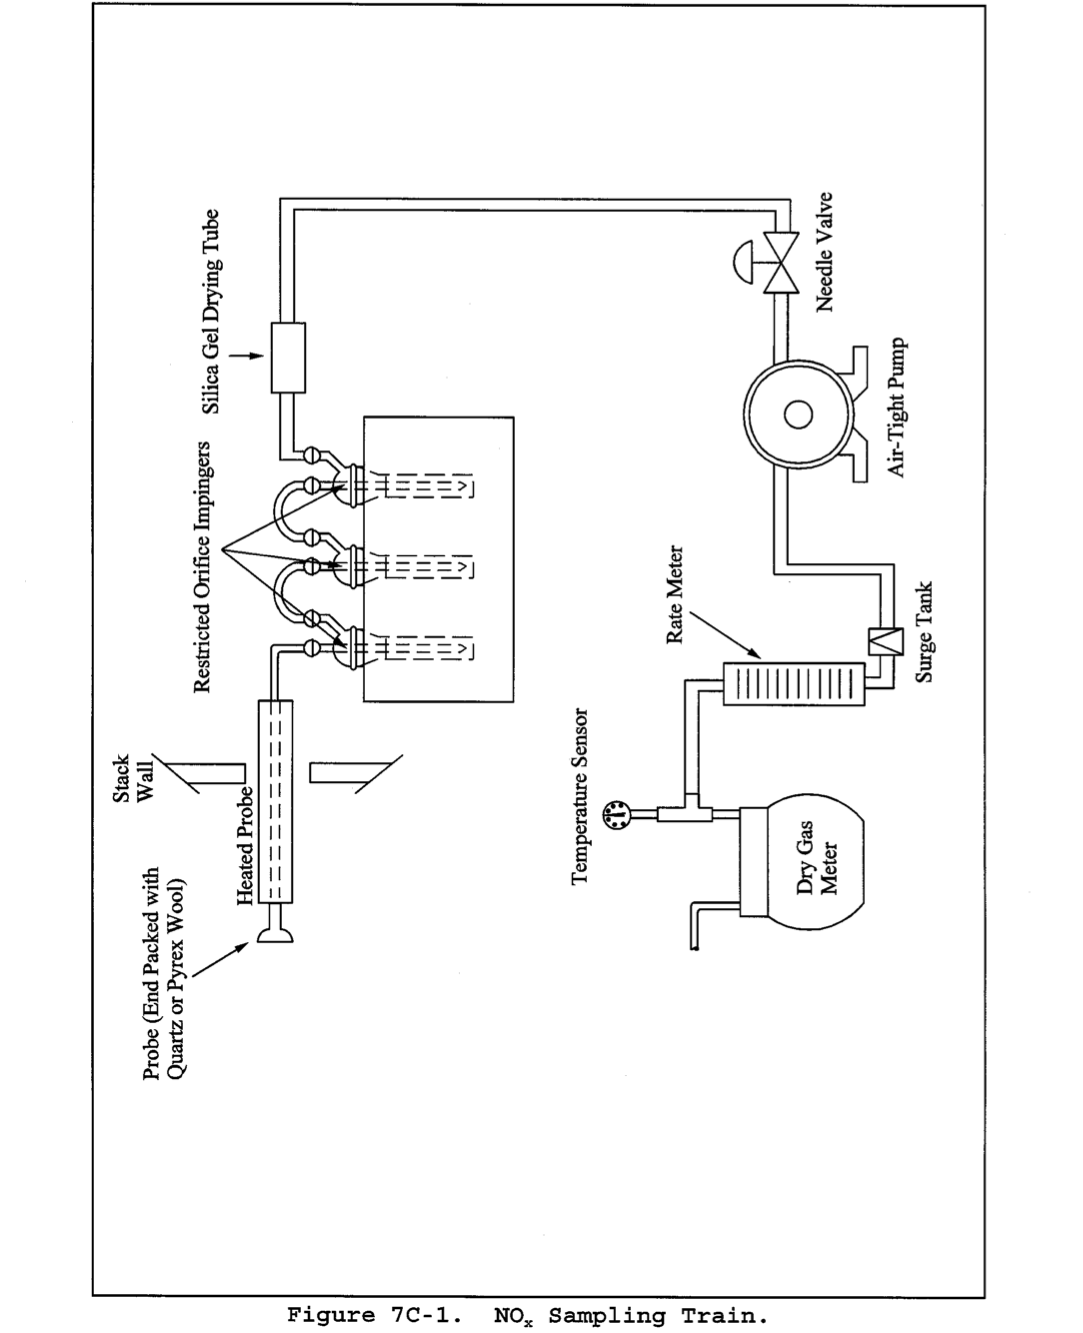 Probe (End Packed with
Quartz or Pyrex Wool)
Heated Probe
Stack
Wall
Restricted Orifice Impingers
Silica Gel Drying Tube
Needle Valve
Air-Tight Pump
Surge Tank
Rate Meter
Temperature Sensor
Dry Gas
Meter
Figure 7C-1. NOx Sampling Train.